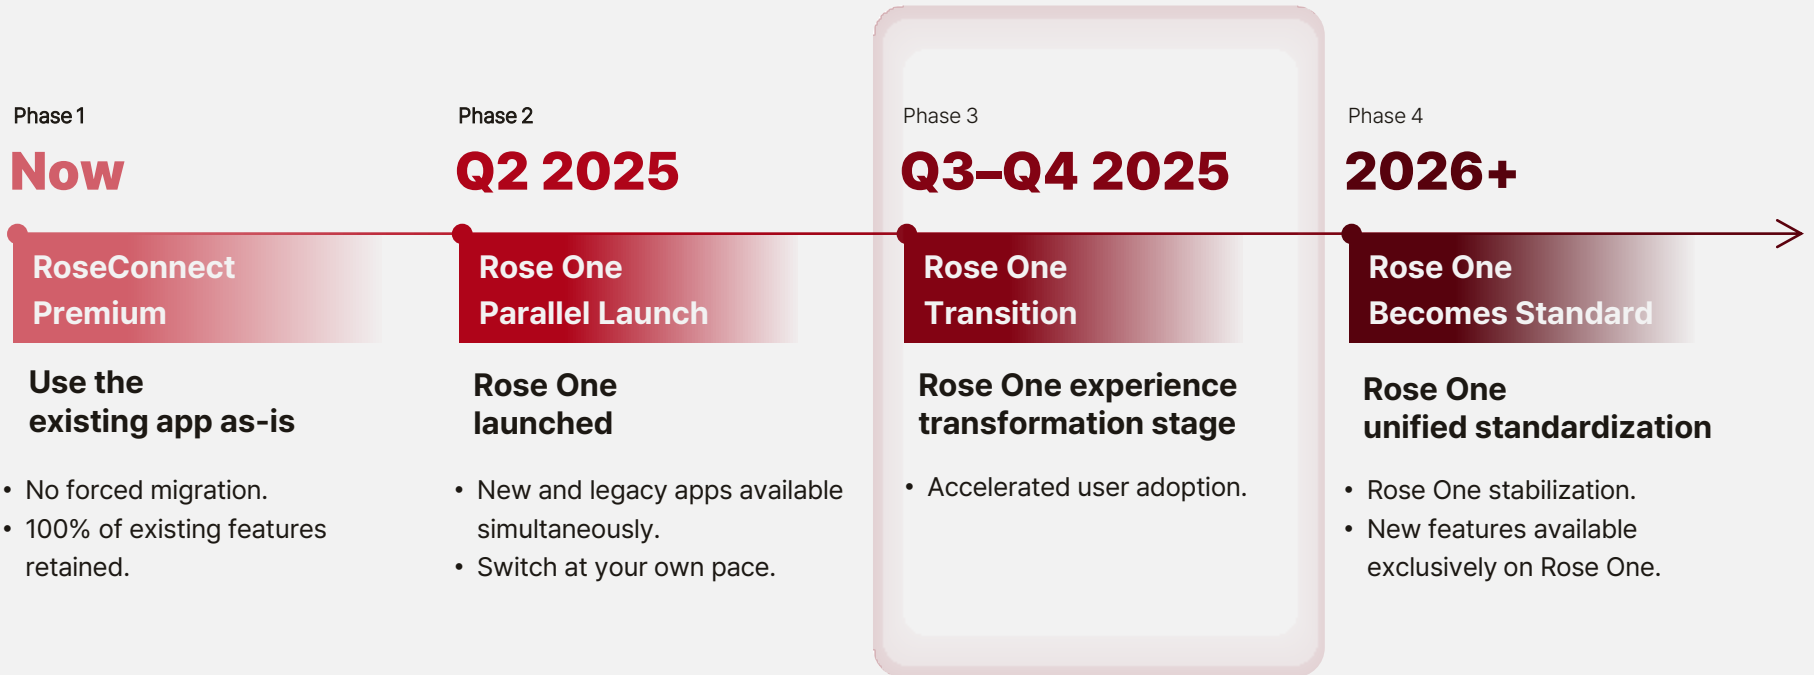 Phase 1
Now
RoseConnect
Premium
Use the
existing app as-is
• No forced migration.
• 100% of existing features
retained.
Phase 2
Q2 2025
Rose One
Parallel Launch
Rose One
launched
• New and legacy apps available
simultaneously.
• Switch at your own pace.
Phase 3
Q3–Q4 2025
Rose One
Transition
Rose One experience
transformation stage
• Accelerated user adoption.
Phase 4
2026+
Rose One
Becomes Standard
Rose One
unified standardization
• Rose One stabilization.
• New features available
exclusively on Rose One.